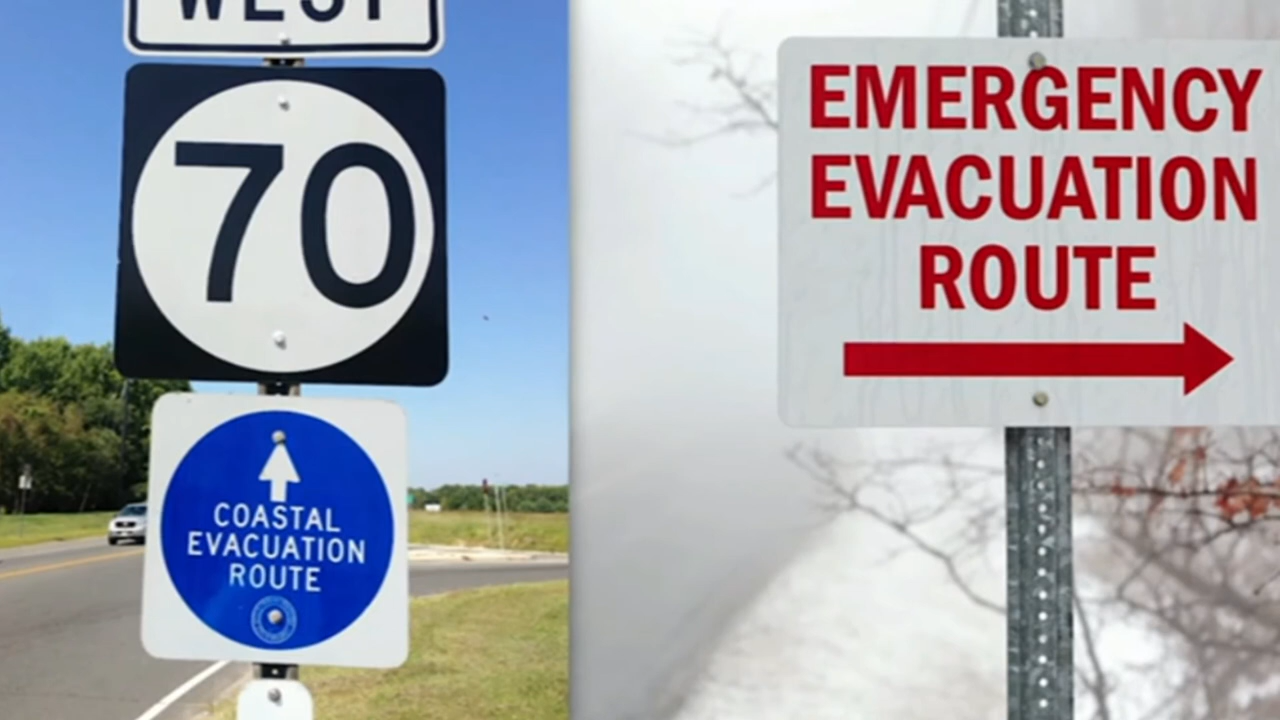 WEST
70
COASTAL
EVACUATION
ROUTE
EMERGENCY
EVACUATION
ROUTE